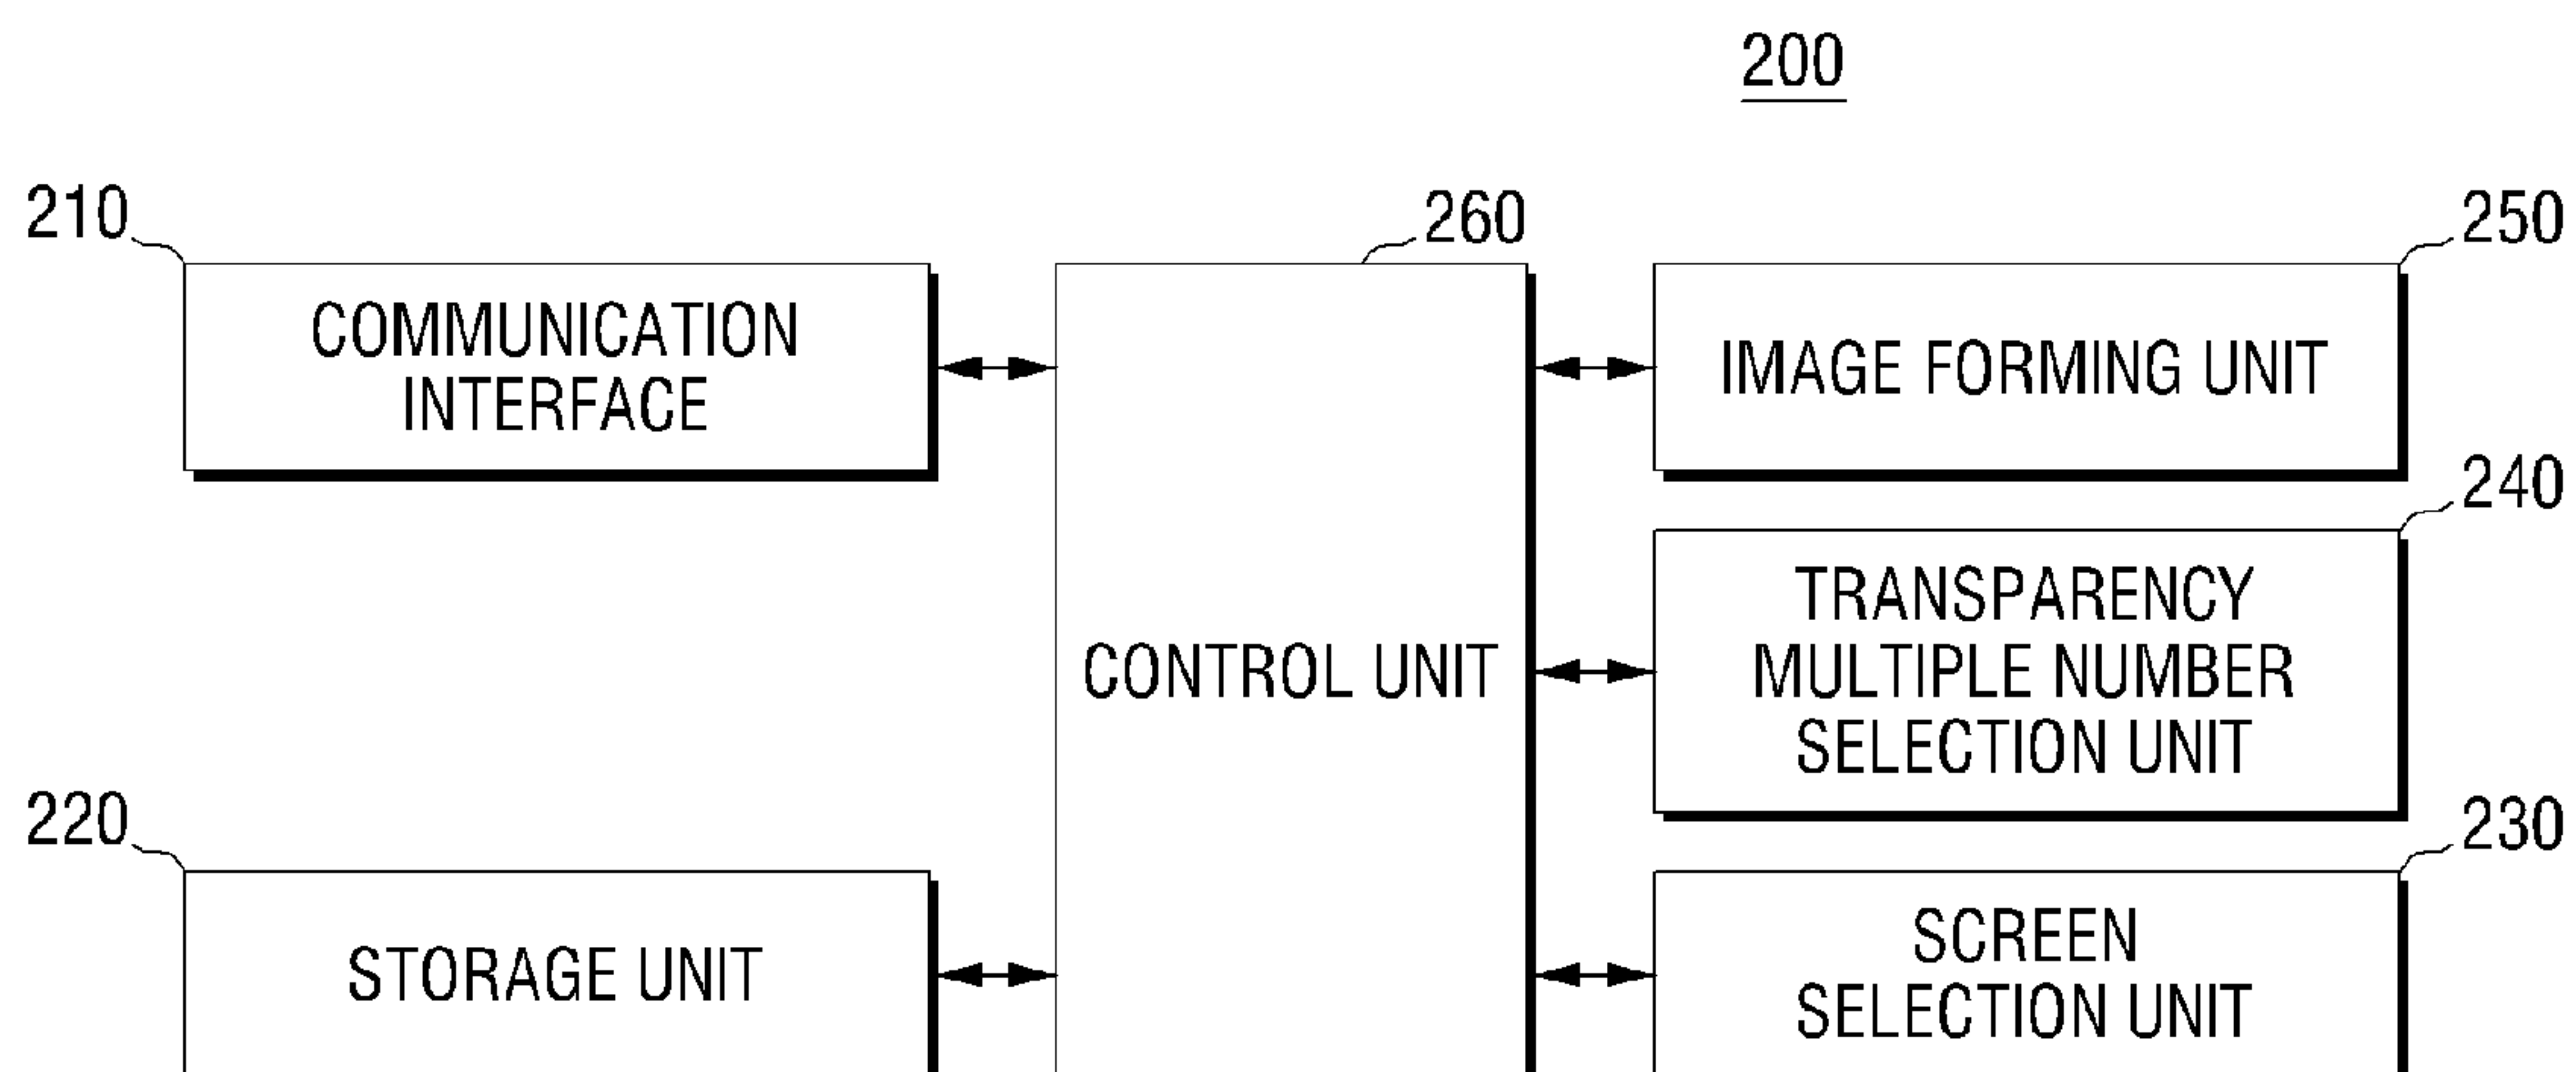 200
210
COMMUNICATION
INTERFACE
260
CONTROL UNIT
250
IMAGE FORMING UNIT
240
TRANSPARENCY
MULTIPLE NUMBER
SELECTION UNIT
220
STORAGE UNIT
230
SCREEN
SELECTION UNIT